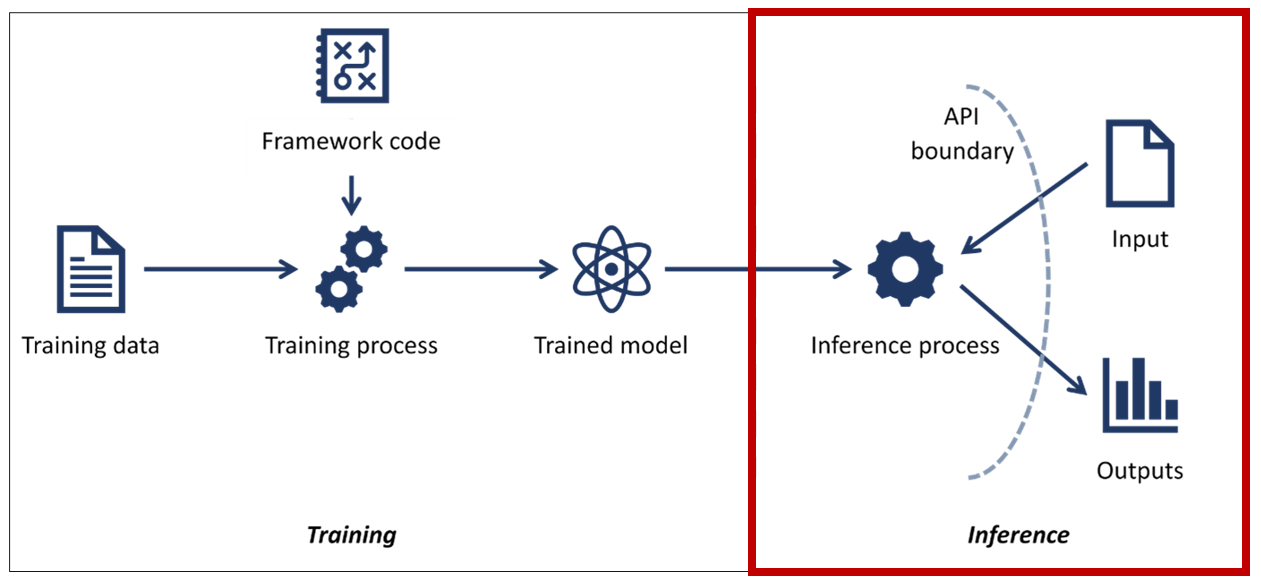 Framework code
Training data
Training process
Trained model
Training
API
boundary
Input
Inference process
Outputs
Inference